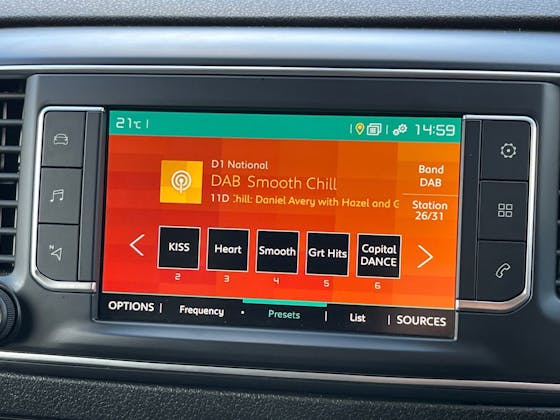 21°C
14:59
D1 National
DAB Smooth Chill
11D Chill: Daniel Avery with Hazel and G
Band
DAB
Station
26/31
KISS
Heart
Smooth
Grt Hits
Capital
DANCE
2
3
4
5
6
OPTIONS
Frequency
Presets
List
SOURCES
N